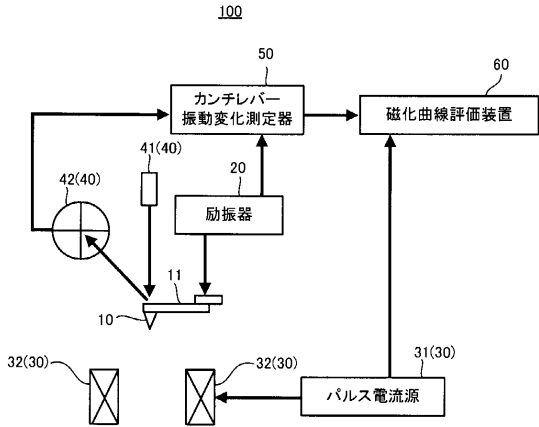 100
50
60
カンチレバー
振動変化測定器
磁化曲線評価装置
41(40)
42(40)
20
励振器
11
10
32(30)
32(30)
31(30)
パルス電流源